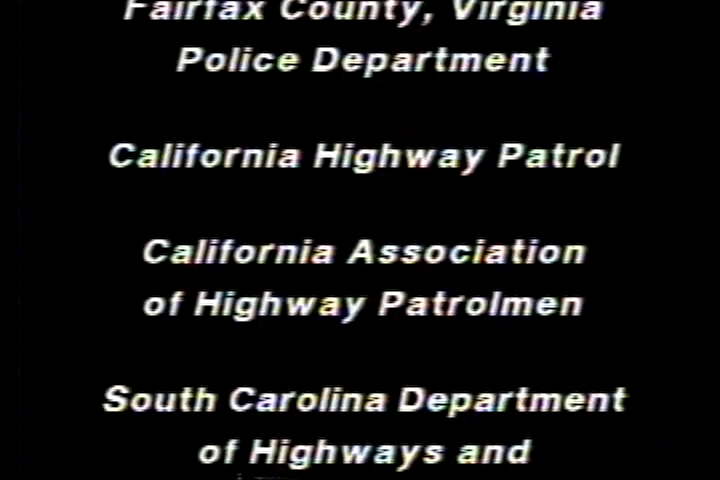 Fairfax County, Virginia
Police Department
California Highway Patrol
California Association
of Highway Patrolmen
South Carolina Department
of Highways and